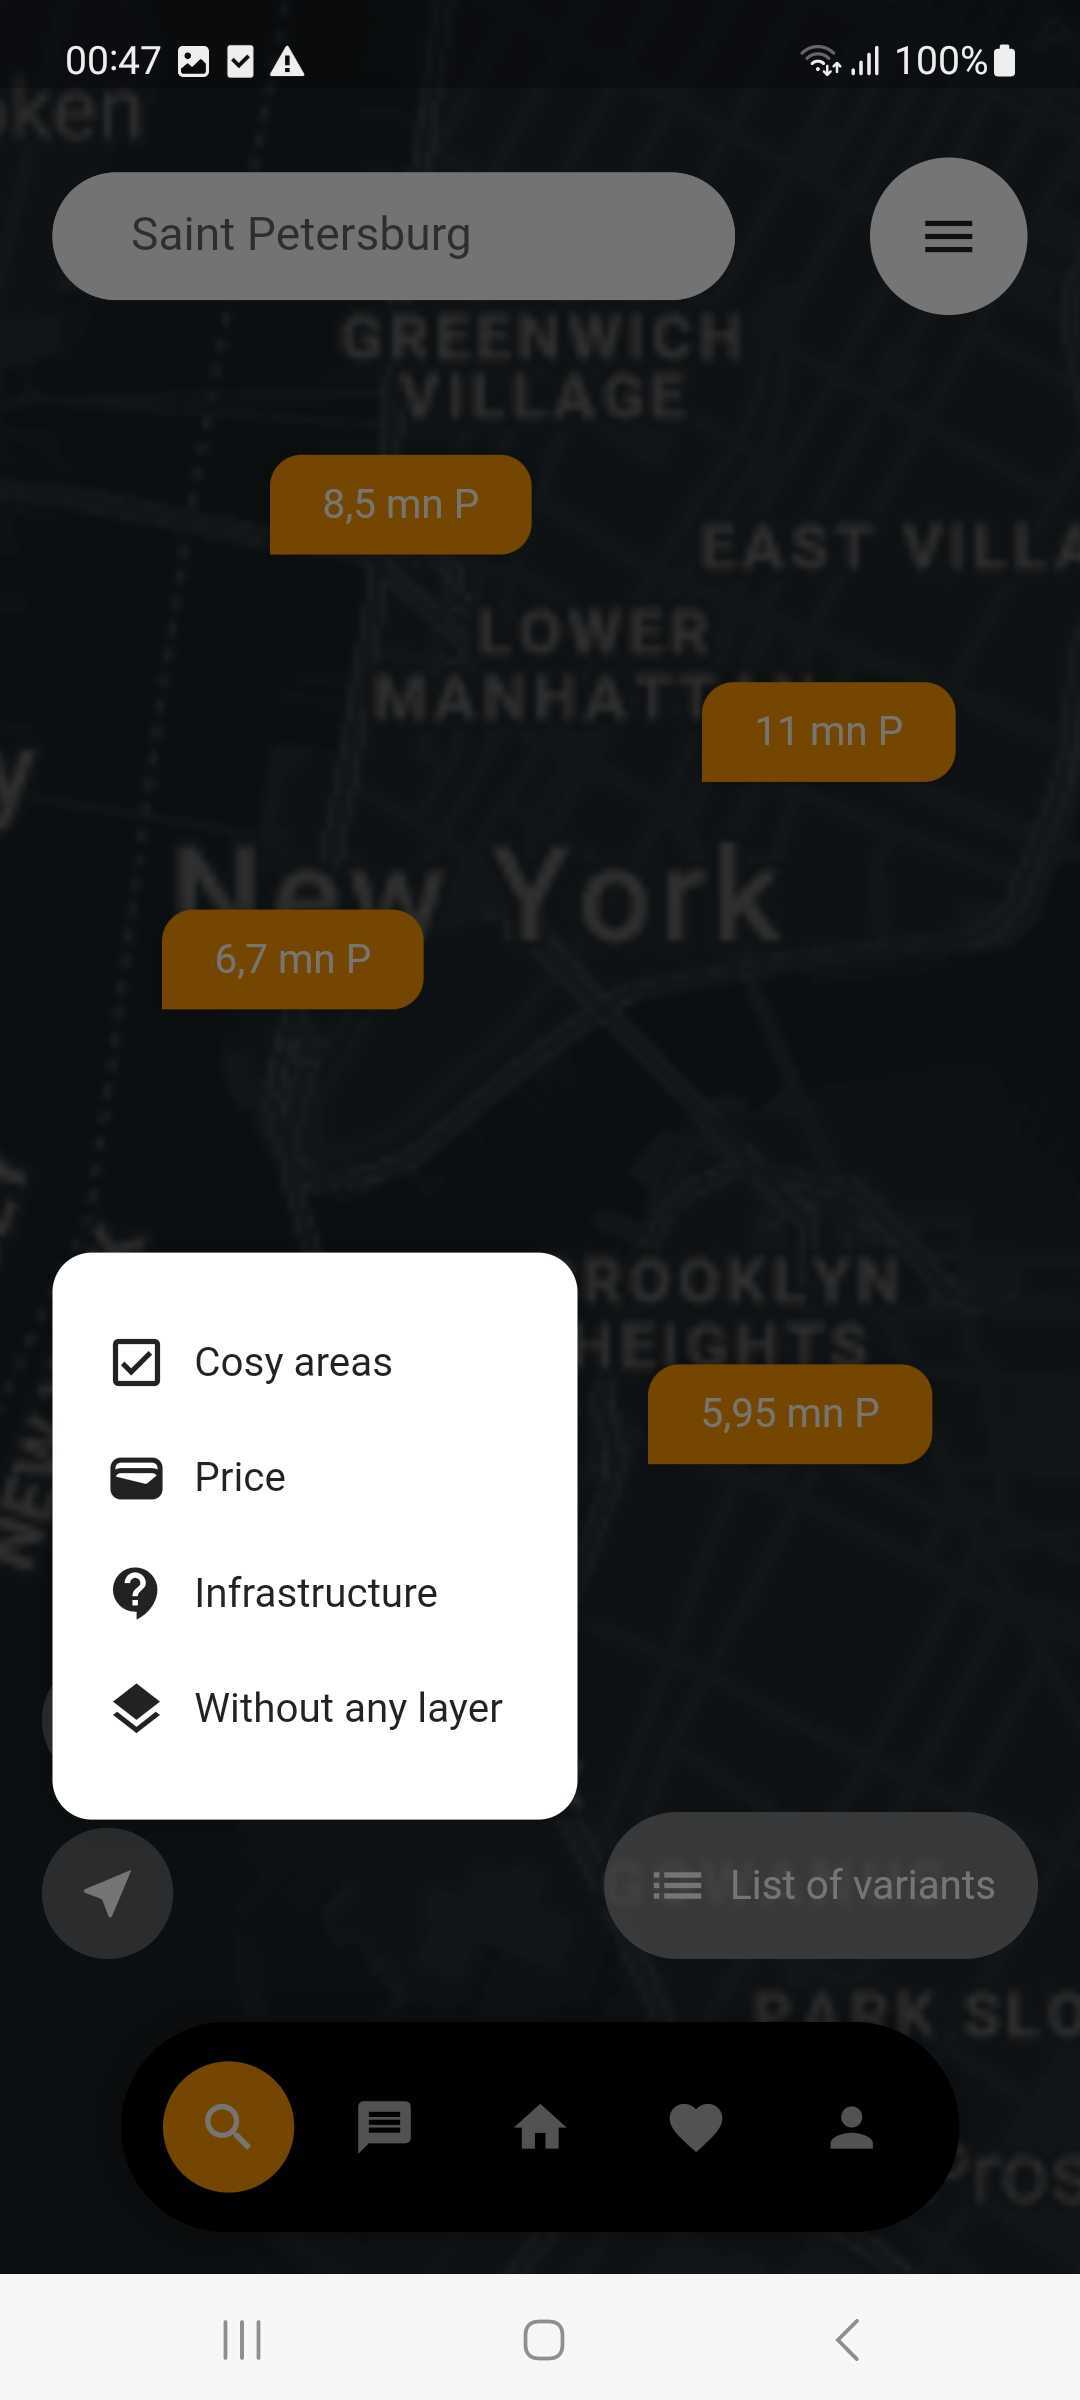 00:47
100%
oken
Saint Petersburg
GREENWICH
VILLAGE
8,5 mn P
EAST VILLA
LOWER
MANHATTAN
11 mn P
y
New York
6,7 mn P
ROOKLYN
HEIGHTS
5,95 mn P
NEW
Cosy areas
Price
Infrastructure
Without any layer
List of variants
PARK SLO
Pros